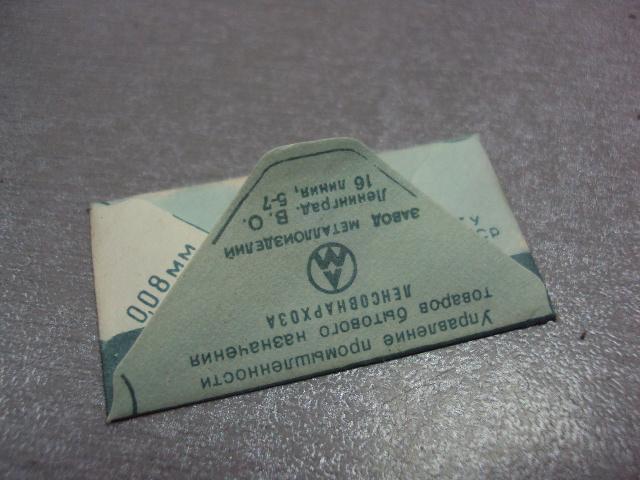 Управление промышленности
товаров бытового назначения
ЛЕНСОВНАРХОЗА
ЗАВОД МЕТАЛЛОИЗДЕЛИЙ
Ленинград. В. О.
16 линия, 5-7
0,08 мм